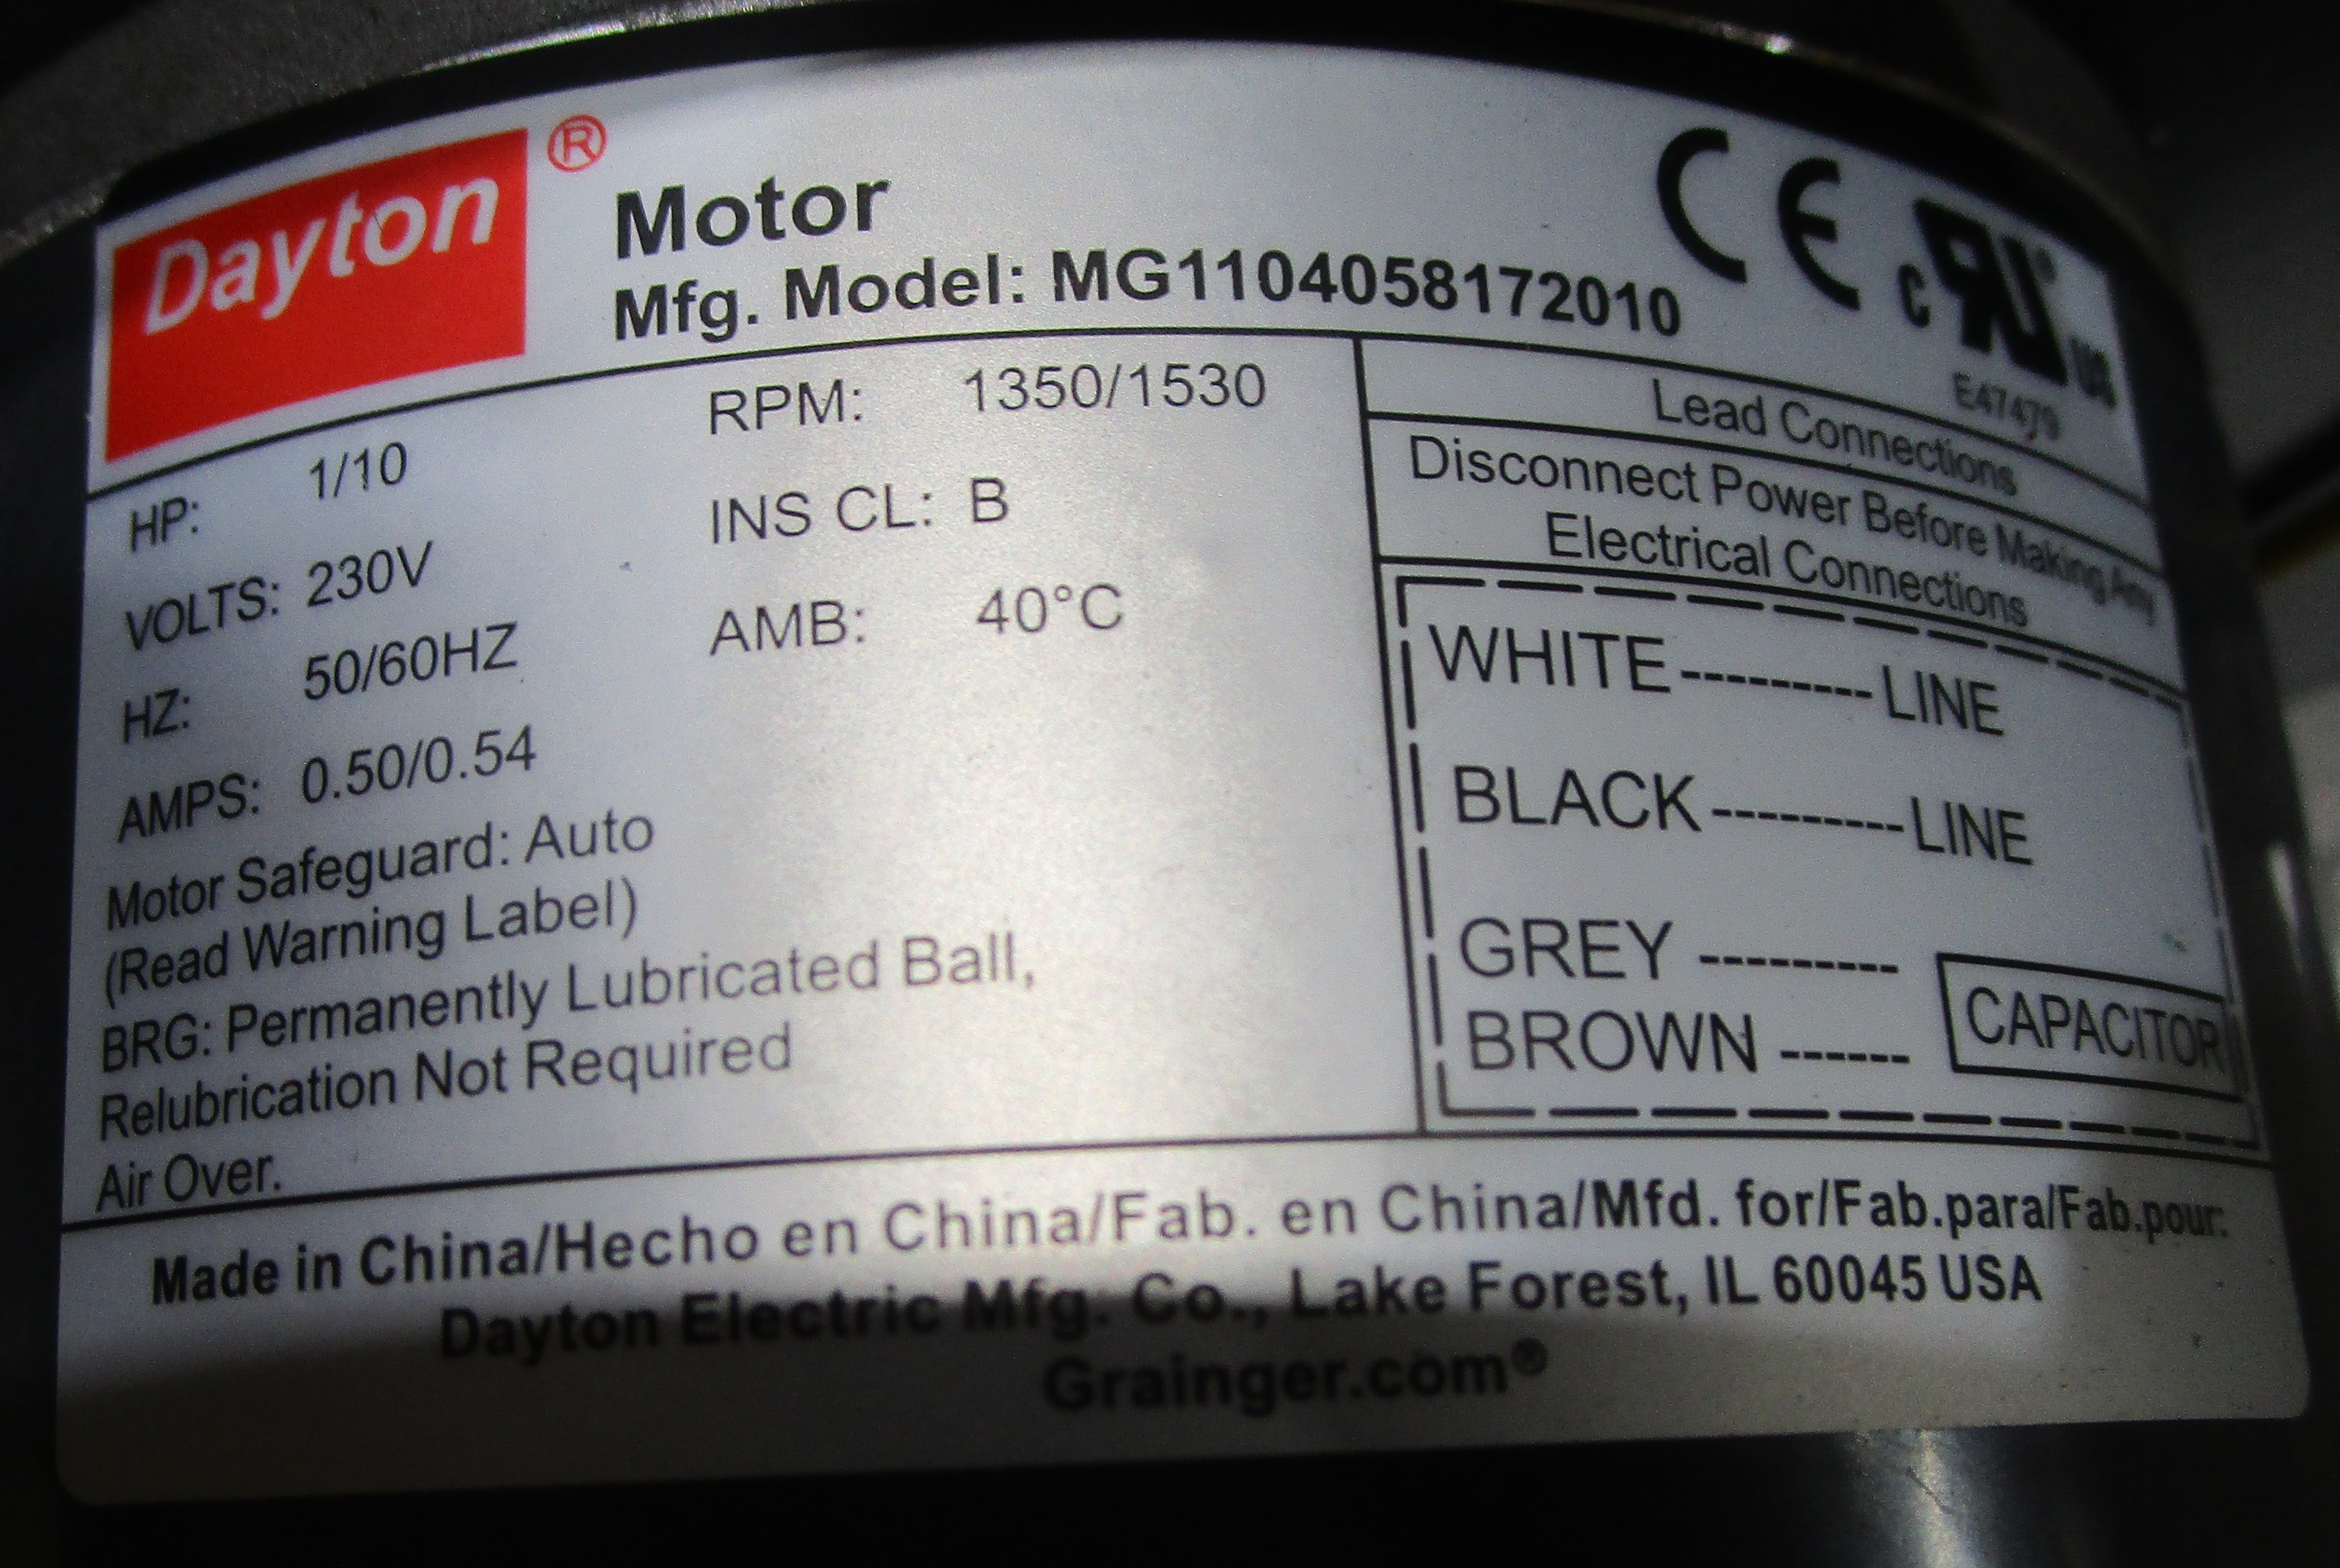 Dayton®
Motor
Mfg. Model: MG1104058172010
CE c UR US
E47479
HP: 1/10
VOLTS: 230V
HZ: 50/60HZ
AMPS: 0.50/0.54
RPM: 1350/1530
INS CL: B
AMB: 40°C
Motor Safeguard: Auto
(Read Warning Label)
BRG: Permanently Lubricated Ball,
Relubrication Not Required
Air Over.
Lead Connections
Disconnect Power Before Making Any
Electrical Connections
WHITE---------LINE
BLACK---------LINE
GREY ---------
BROWN ------
CAPACITOR
Made in China/Hecho en China/Fab. en China/Mfd. for/Fab.para/Fab.pour:
Dayton Electric Mfg. Co., Lake Forest, IL 60045 USA
Grainger.com®